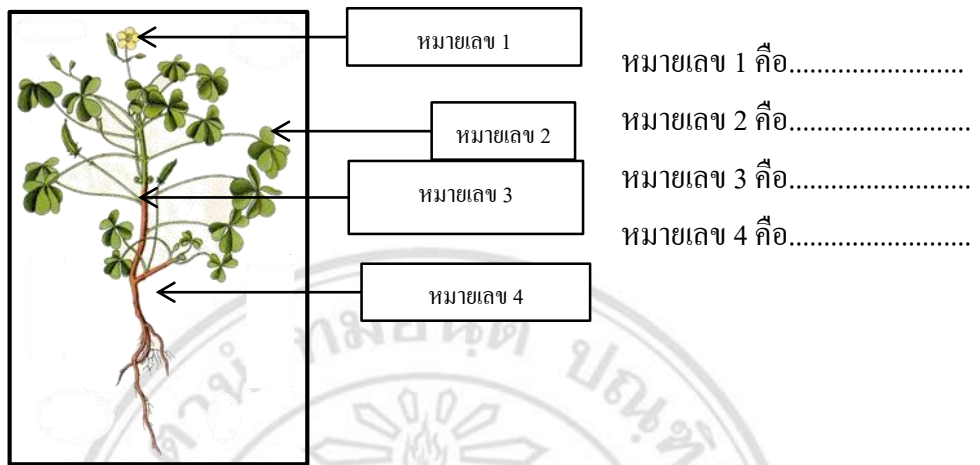 หมายเลข 1
หมายเลข 2
หมายเลข 3
หมายเลข 4
หมายเลข 1 คือ........................
หมายเลข 2 คือ.........................
หมายเลข 3 คือ.........................
หมายเลข 4 คือ.........................